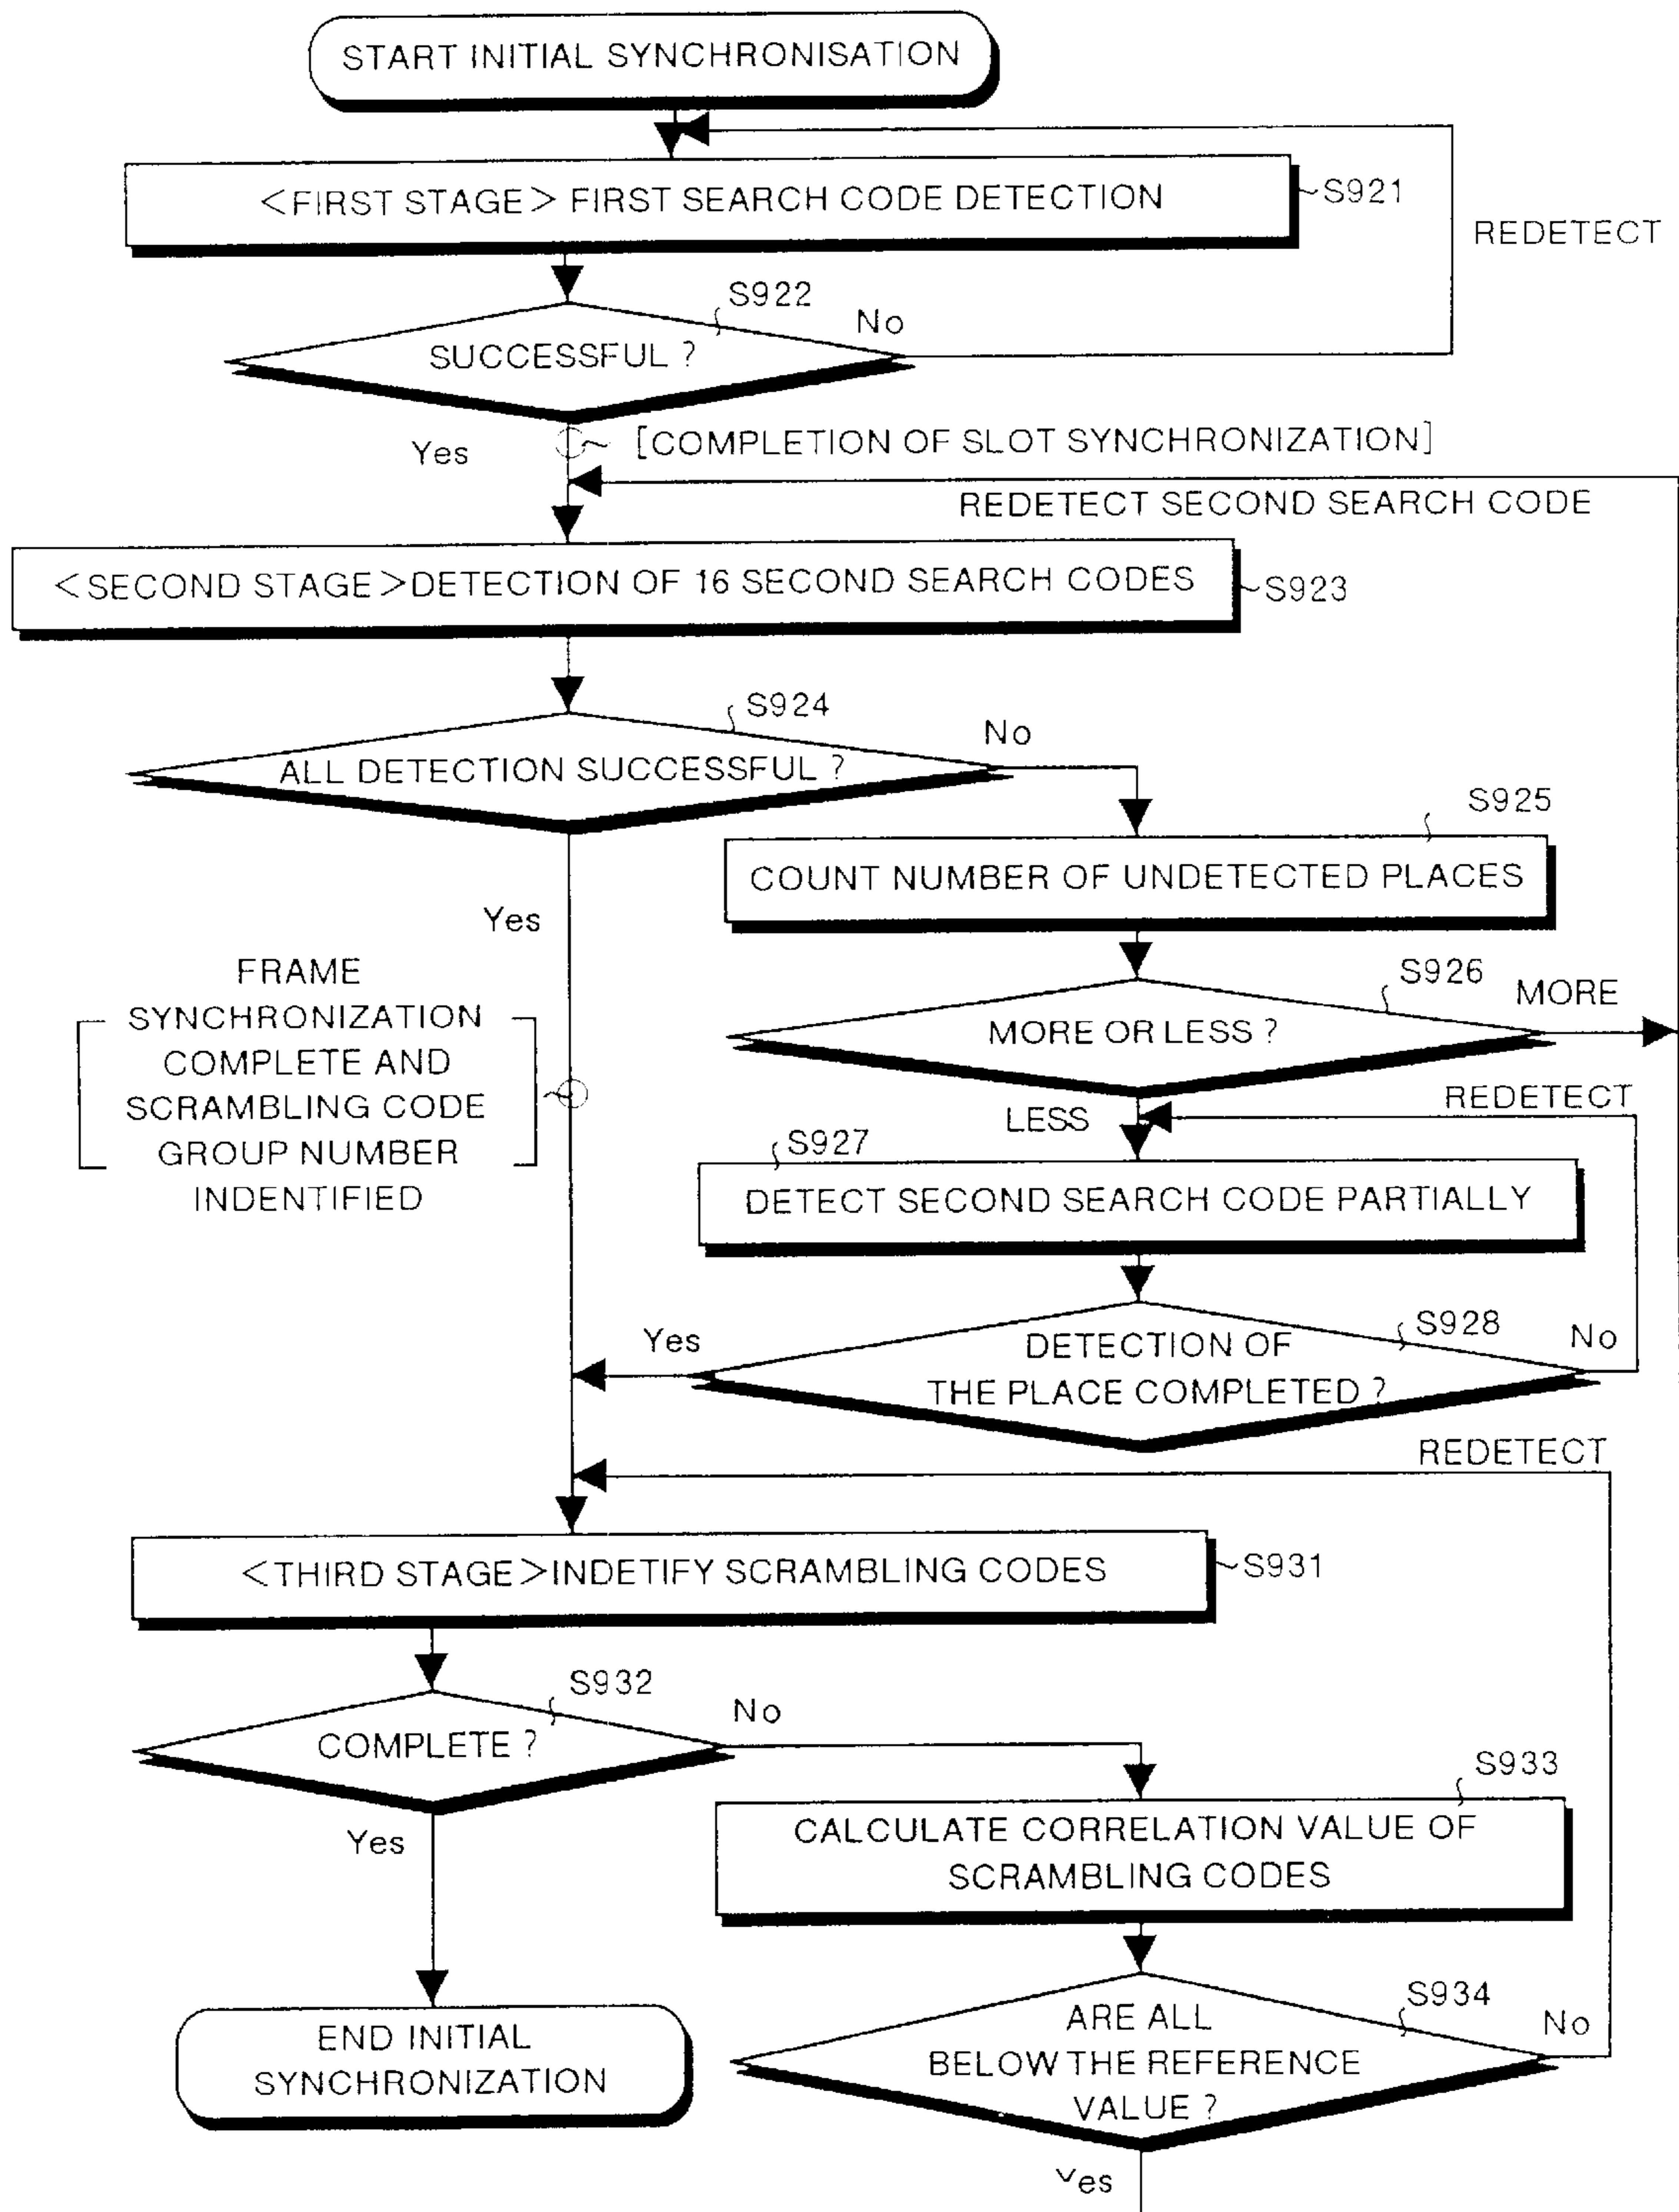 START INITIAL SYNCHRONISATION
<FIRST STAGE> FIRST SEARCH CODE DETECTION
S921
REDETECT
S922
SUCCESSFUL ?
No
Yes
[COMPLETION OF SLOT SYNCHRONIZATION]
REDETECT SECOND SEARCH CODE
<SECOND STAGE>DETECTION OF 16 SECOND SEARCH CODES
S923
S924
ALL DETECTION SUCCESSFUL ?
No
S925
COUNT NUMBER OF UNDETECTED PLACES
Yes
FRAME
SYNCHRONIZATION
COMPLETE AND
SCRAMBLING CODE
GROUP NUMBER
INDENTIFIED
S926
MORE OR LESS ?
MORE
LESS
REDETECT
S927
DETECT SECOND SEARCH CODE PARTIALLY
S928
DETECTION OF
THE PLACE COMPLETED ?
Yes
No
REDETECT
<THIRD STAGE>INDETIFY SCRAMBLING CODES
S931
S932
COMPLETE ?
No
Yes
S933
CALCULATE CORRELATION VALUE OF
SCRAMBLING CODES
S934
ARE ALL
BELOW THE REFERENCE
VALUE ?
No
Yes
END INITIAL
SYNCHRONIZATION